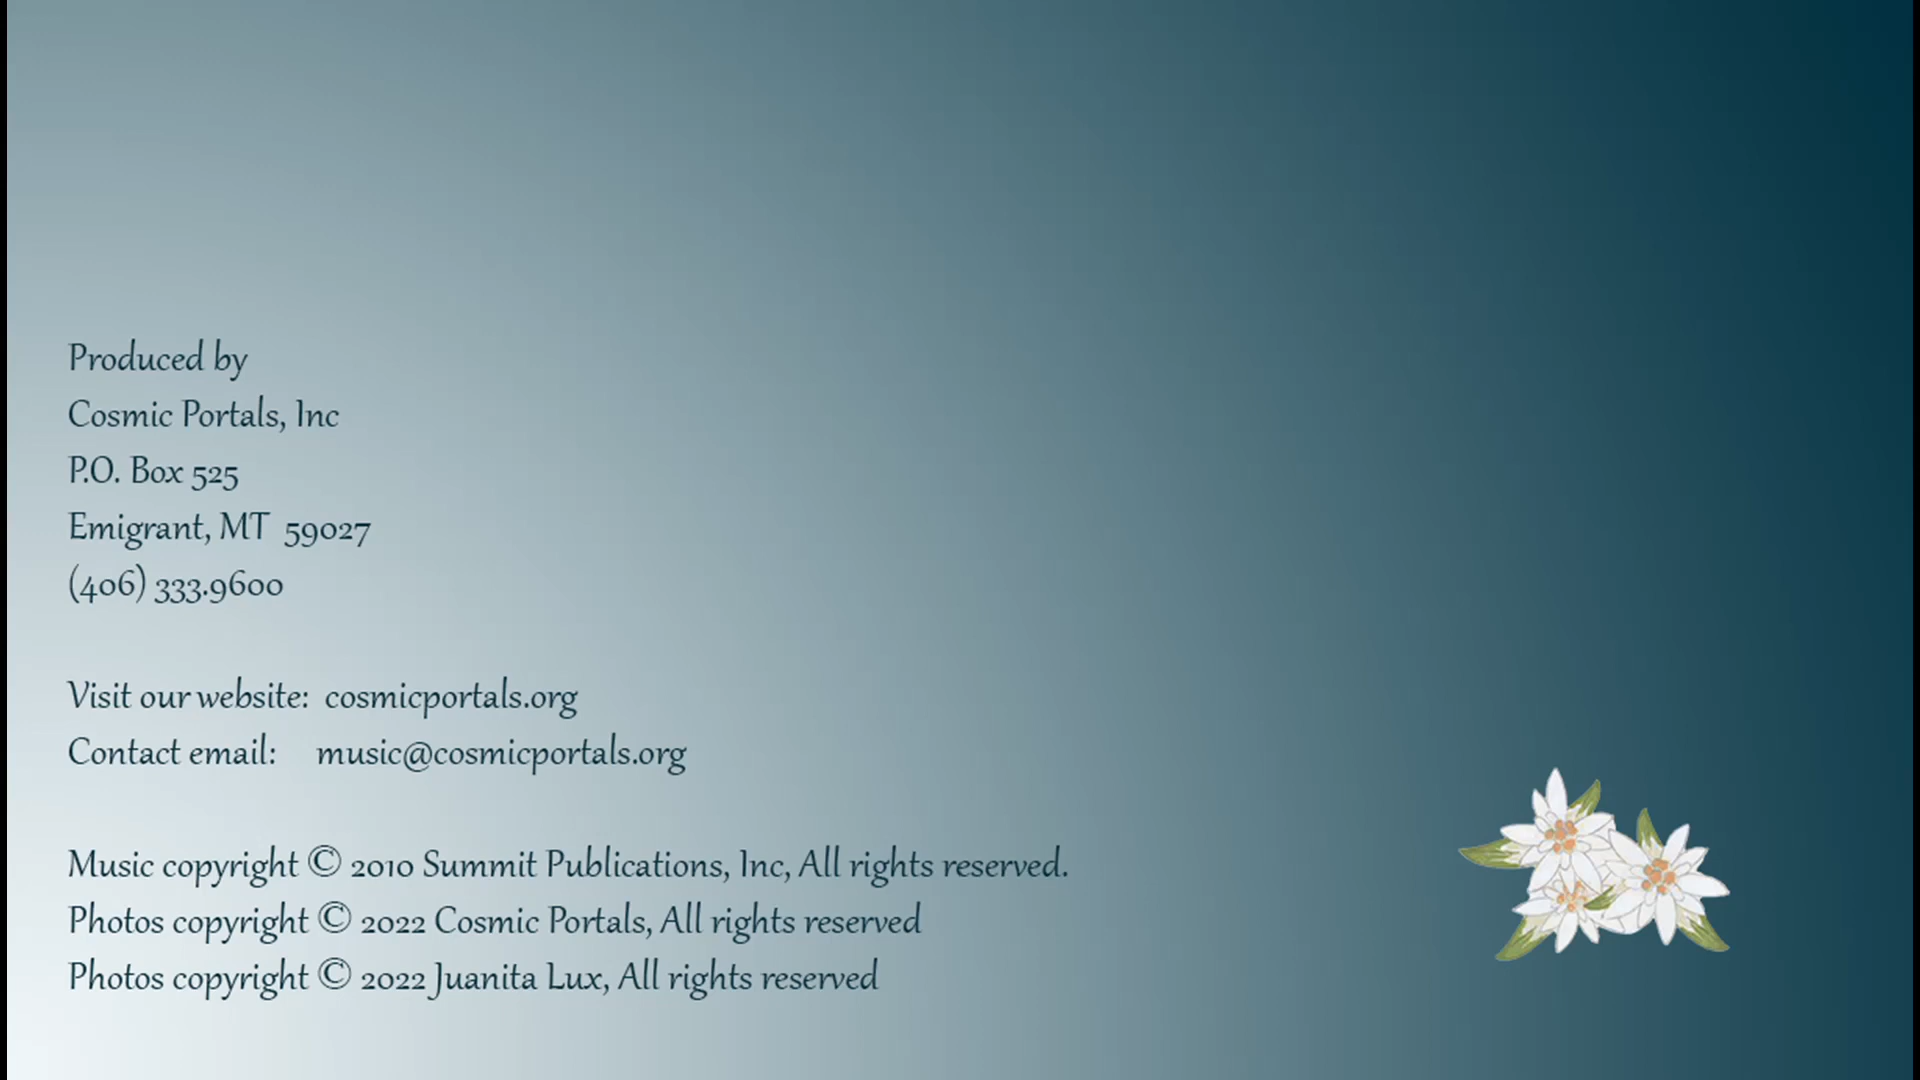 Produced by
Cosmic Portals, Inc
P.O. Box 525
Emigrant, MT  59027
(406) 333.9600
Visit our website:  cosmicportals.org
Contact email:    music@cosmicportals.org
Music copyright © 2010 Summit Publications, Inc, All rights reserved.
Photos copyright © 2022 Cosmic Portals, All rights reserved
Photos copyright © 2022 Juanita Lux, All rights reserved